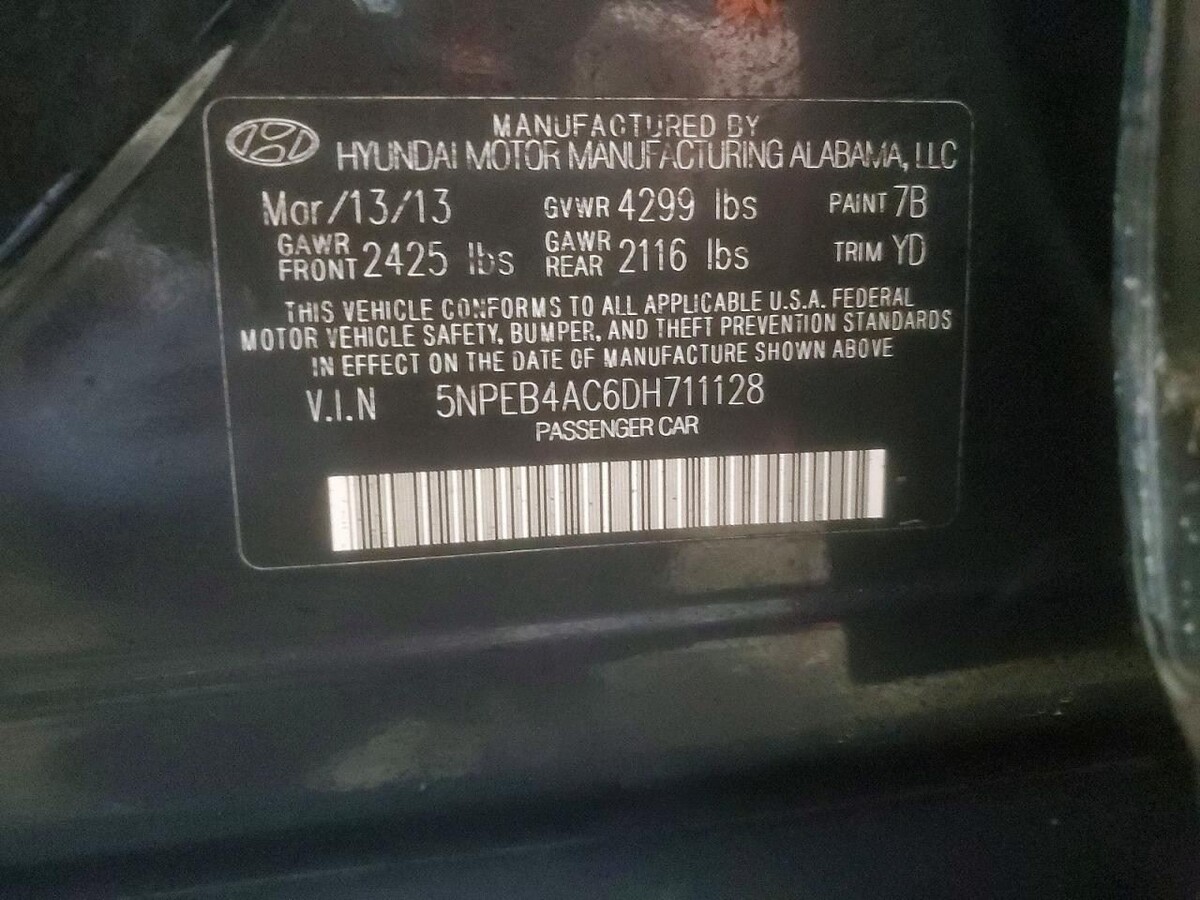 MANUFACTURED BY
HYUNDAI MOTOR MANUFACTURING ALABAMA, LLC
Mar/13/13 GVWR 4299 lbs PAINT 7B
GAWR FRONT 2425 lbs GAWR REAR 2116 lbs TRIM YD
THIS VEHICLE CONFORMS TO ALL APPLICABLE U.S.A. FEDERAL
MOTOR VEHICLE SAFETY, BUMPER, AND THEFT PREVENTION STANDARDS
IN EFFECT ON THE DATE OF MANUFACTURE SHOWN ABOVE
V.I.N 5NPEB4AC6DH711128
PASSENGER CAR